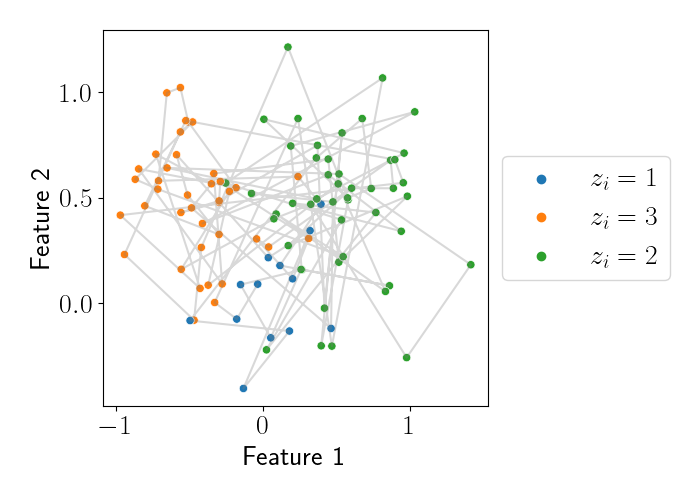 1.0
0.5
0.0
Feature 2
−1
0
1
Feature 1
z_i = 1
z_i = 3
z_i = 2